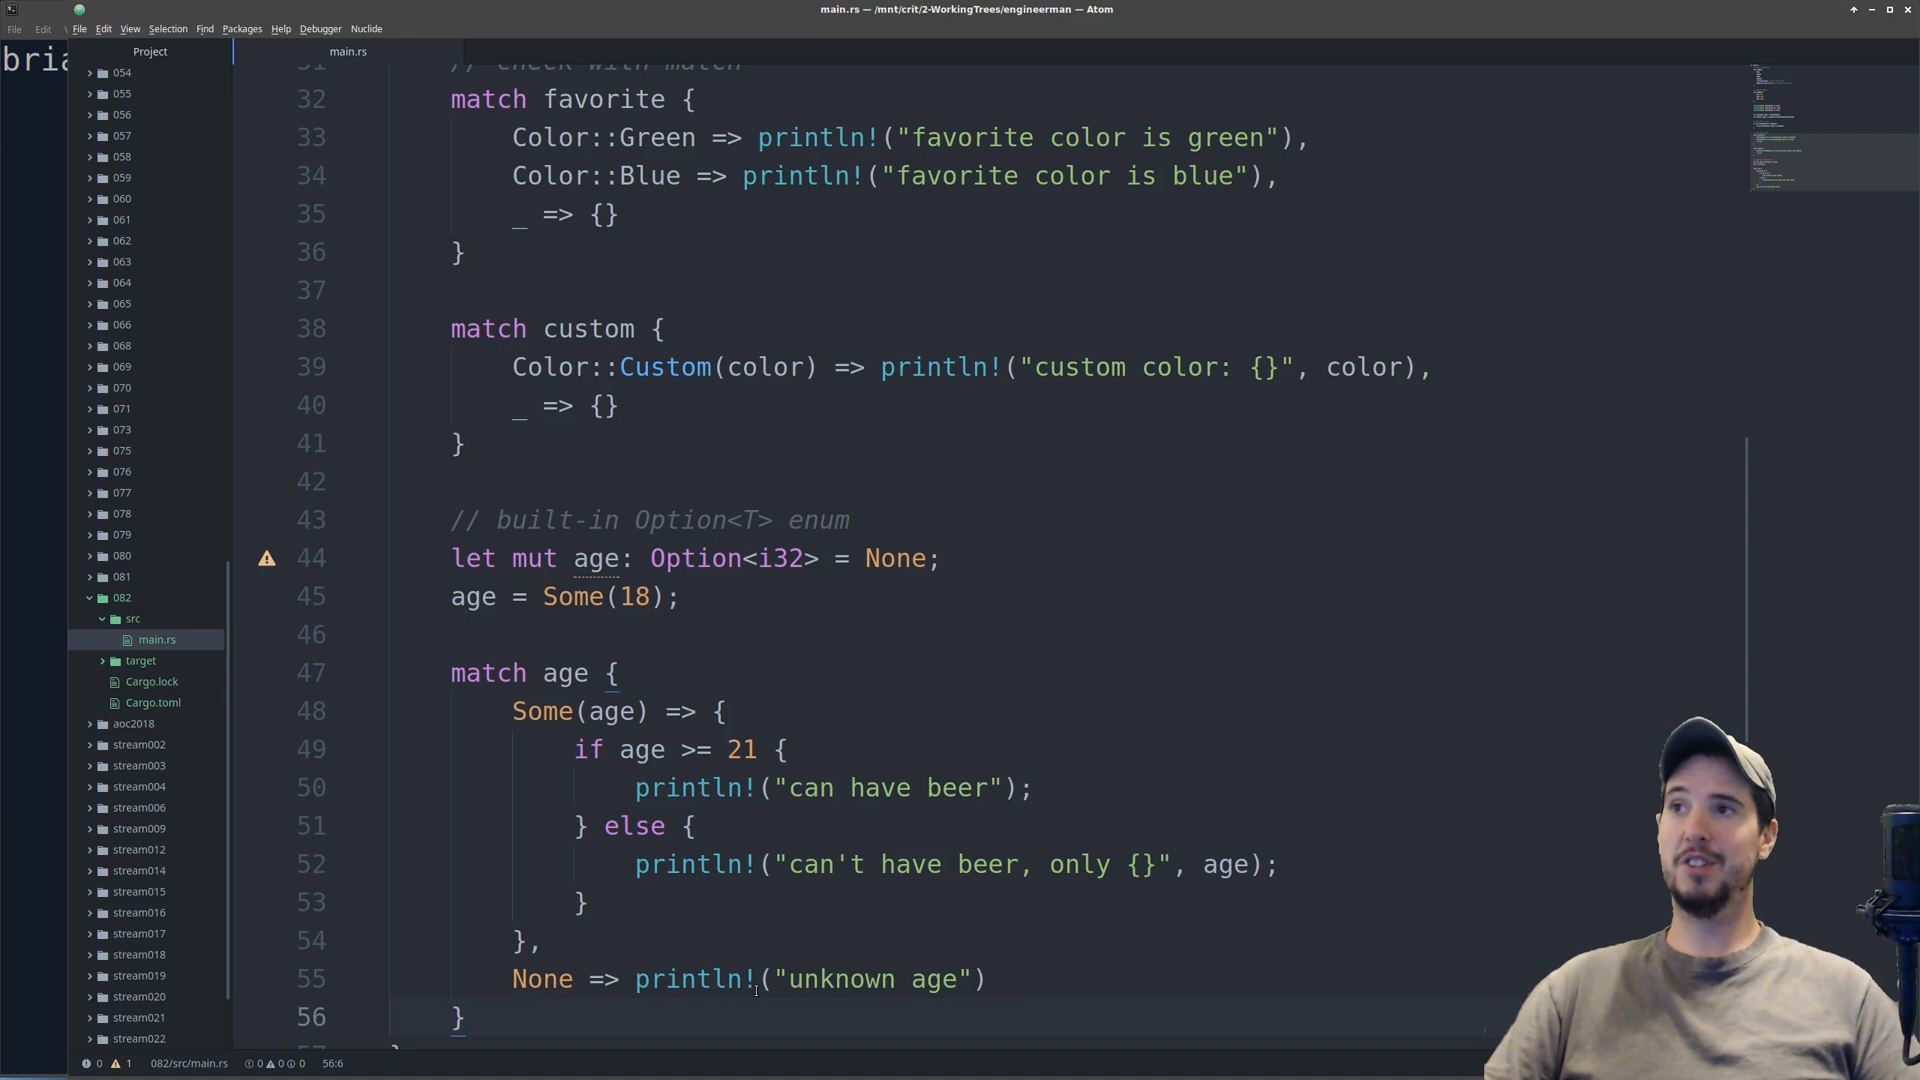 main.rs — /mnt/crit/2-WorkingTrees/engineerman — Atom
File Edit
File Edit View Selection Find Packages Help Debugger Nuclide
bria
Project
main.rs
054
055
056
057
058
059
060
061
062
063
064
065
066
068
069
070
071
073
075
076
077
078
079
080
081
082
src
main.rs
target
Cargo.lock
Cargo.toml
aoc2018
stream002
stream003
stream004
stream006
stream009
stream012
stream014
stream015
stream016
stream017
stream018
stream019
stream020
stream021
stream022
31 // check with match
32 match favorite {
33 Color::Green => println!("favorite color is green"),
34 Color::Blue => println!("favorite color is blue"),
35 _ => {}
36 }
37
38 match custom {
39 Color::Custom(color) => println!("custom color: {}", color),
40 _ => {}
41 }
42
43 // built-in Option<T> enum
44 let mut age: Option<i32> = None;
45 age = Some(18);
46
47 match age {
48 Some(age) => {
49 if age >= 21 {
50 println!("can have beer");
51 } else {
52 println!("can't have beer, only {}", age);
53 }
54 },
55 None => println!("unknown age")
56 }
57 }
0 1 082/src/main.rs 0 0 0 56:6